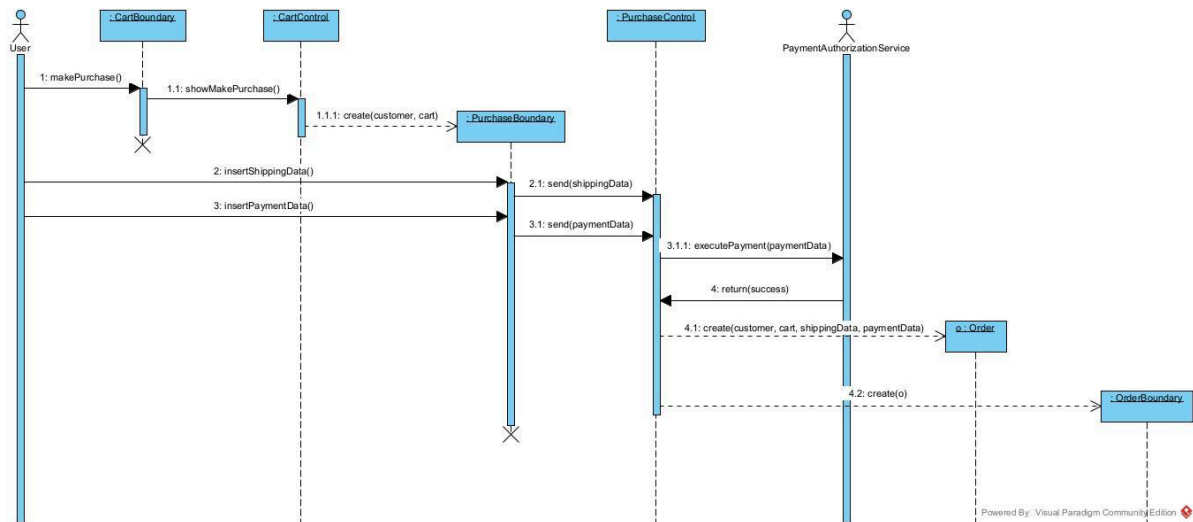 : CartBoundary
: CartControl
: PurchaseControl
User
PaymentAuthorizationService
1: makePurchase()
1.1: showMakePurchase()
1.1.1: create(customer, cart)
: PurchaseBoundary
2: insertShippingData()
2.1: send(shippingData)
3: insertPaymentData()
3.1: send(paymentData)
3.1.1: executePayment(paymentData)
4: return(success)
4.1: create(customer, cart, shippingData, paymentData)
o : Order
4.2: create(o)
: OrderBoundary
Powered By: Visual Paradigm Community Edition